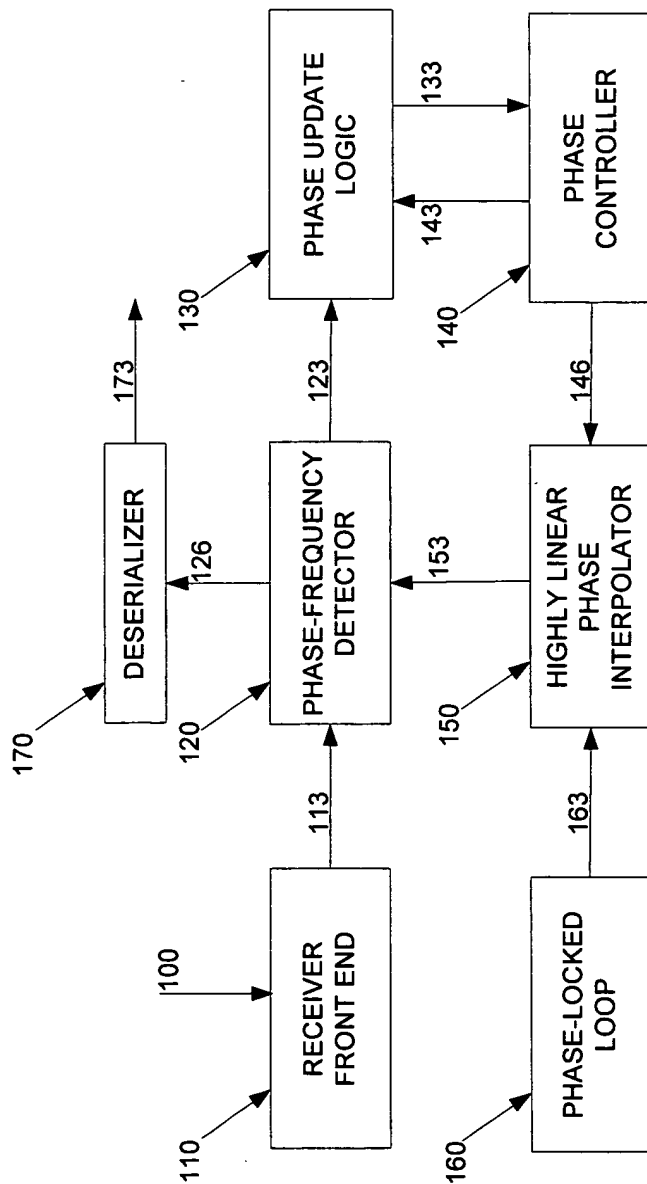 170
DESERIALIZER
173
126
100
110
RECEIVER
FRONT END
113
120
PHASE-FREQUENCY
DETECTOR
123
130
PHASE UPDATE
LOGIC
153
143
133
160
PHASE-LOCKED
LOOP
163
150
HIGHLY LINEAR
PHASE
INTERPOLATOR
146
140
PHASE
CONTROLLER